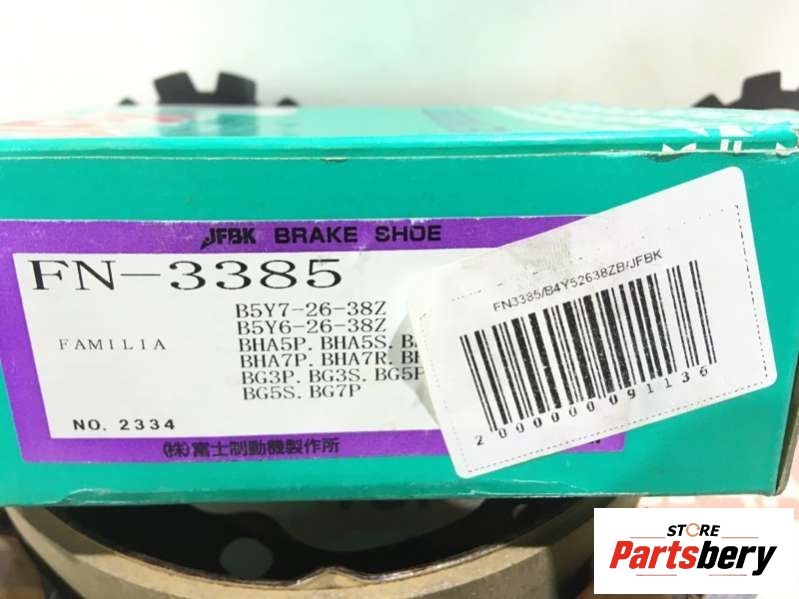 JFBK BRAKE SHOE
FN-3385
B5Y7-26-38Z
B5Y6-26-38Z
FAMILIA
BHA5P. BHA5S.
BHA7P. BHA7R.
BG3P. BG3S. BG5P
BG5S. BG7P
NO. 2334
(株)富士制動機製作所
FN3385/B4Y52638ZB/JFBK
2000000091136
STORE
Partsbery